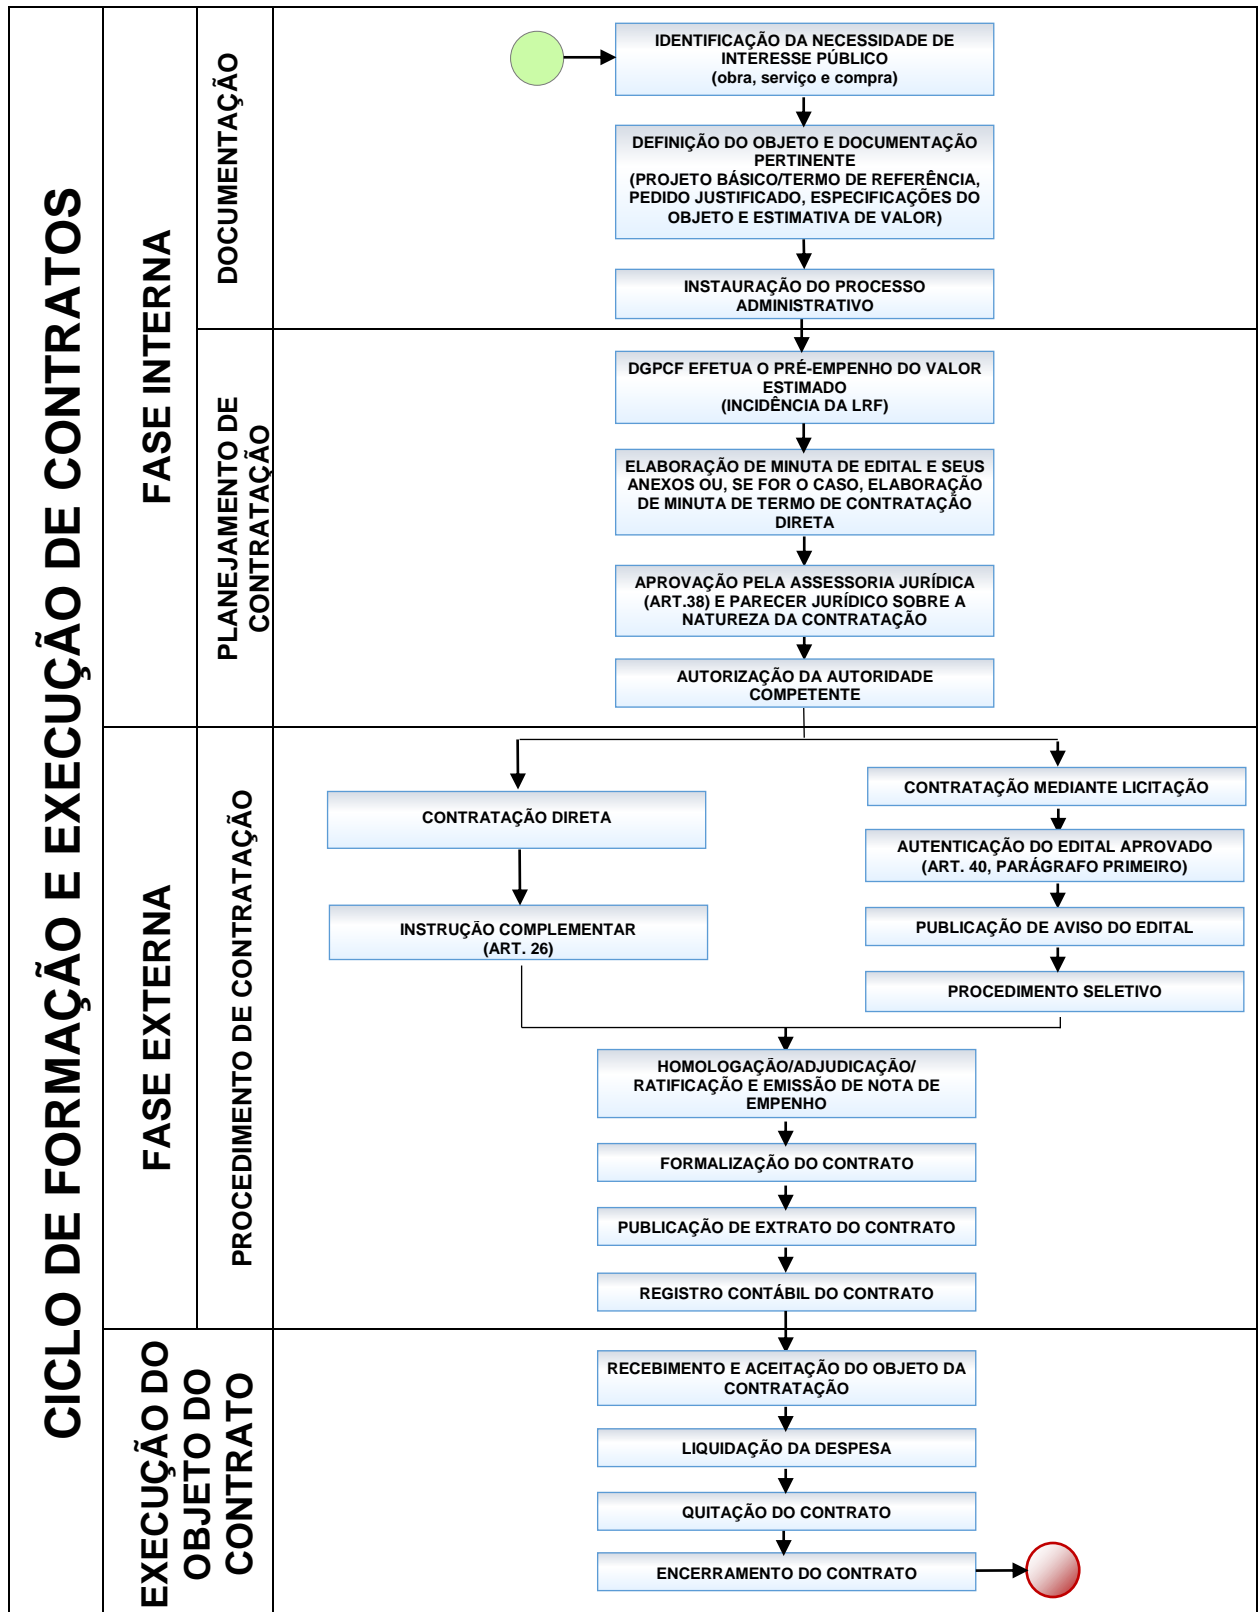 CICLO DE FORMAÇÃO E EXECUÇÃO DE CONTRATOS
FASE INTERNA
DOCUMENTAÇÃO
IDENTIFICAÇÃO DA NECESSIDADE DE
INTERESSE PÚBLICO
(obra, serviço e compra)
DEFINIÇÃO DO OBJETO E DOCUMENTAÇÃO
PERTINENTE
(PROJETO BÁSICO/TERMO DE REFERÊNCIA,
PEDIDO JUSTIFICADO, ESPECIFICAÇÕES DO
OBJETO E ESTIMATIVA DE VALOR)
INSTAURAÇÃO DO PROCESSO
ADMINISTRATIVO
PLANEJAMENTO DE
CONTRATAÇÃO
DGPCF EFETUA O PRÉ-EMPENHO DO VALOR
ESTIMADO
(INCIDÊNCIA DA LRF)
ELABORAÇÃO DE MINUTA DE EDITAL E SEUS
ANEXOS OU, SE FOR O CASO, ELABORAÇÃO
DE MINUTA DE TERMO DE CONTRATAÇÃO
DIRETA
APROVAÇÃO PELA ASSESSORIA JURÍDICA
(ART.38) E PARECER JURÍDICO SOBRE A
NATUREZA DA CONTRATAÇÃO
AUTORIZAÇÃO DA AUTORIDADE
COMPETENTE
FASE EXTERNA
PROCEDIMENTO DE CONTRATAÇÃO
CONTRATAÇÃO DIRETA
INSTRUÇÃO COMPLEMENTAR
(ART. 26)
CONTRATAÇÃO MEDIANTE LICITAÇÃO
AUTENTICAÇÃO DO EDITAL APROVADO
(ART. 40, PARÁGRAFO PRIMEIRO)
PUBLICAÇÃO DE AVISO DO EDITAL
PROCEDIMENTO SELETIVO
HOMOLOGAÇÃO/ADJUDICAÇÃO/
RATIFICAÇÃO E EMISSÃO DE NOTA DE
EMPENHO
FORMALIZAÇÃO DO CONTRATO
PUBLICAÇÃO DE EXTRATO DO CONTRATO
REGISTRO CONTÁBIL DO CONTRATO
EXECUÇÃO DO
OBJETO DO
CONTRATO
RECEBIMENTO E ACEITAÇÃO DO OBJETO DA
CONTRATAÇÃO
LIQUIDAÇÃO DA DESPESA
QUITAÇÃO DO CONTRATO
ENCERRAMENTO DO CONTRATO